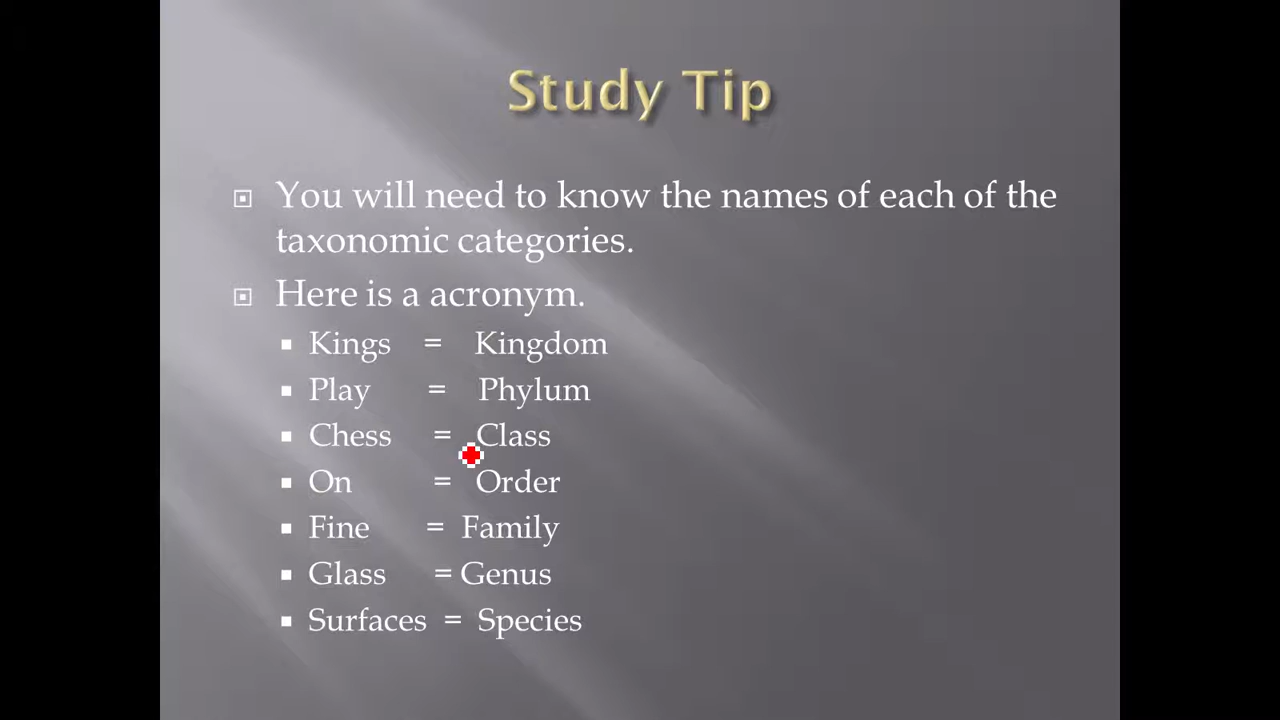 Study Tip
You will need to know the names of each of the
taxonomic categories.
Here is a acronym.
Kings = Kingdom
Play = Phylum
Chess = Class
On = Order
Fine = Family
Glass = Genus
Surfaces = Species